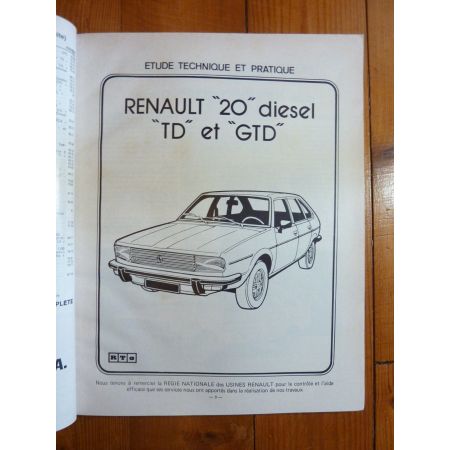 ETUDE TECHNIQUE ET PRATIQUE
RENAULT "20" diesel
"TD" et "GTD"
RTa
Nous tenons à remercier la REGIE NATIONALE des USINES RENAULT pour le contrôle et l'aide
efficace que ses services nous ont apportés dans la réalisation de nos travaux
PLETE
A.